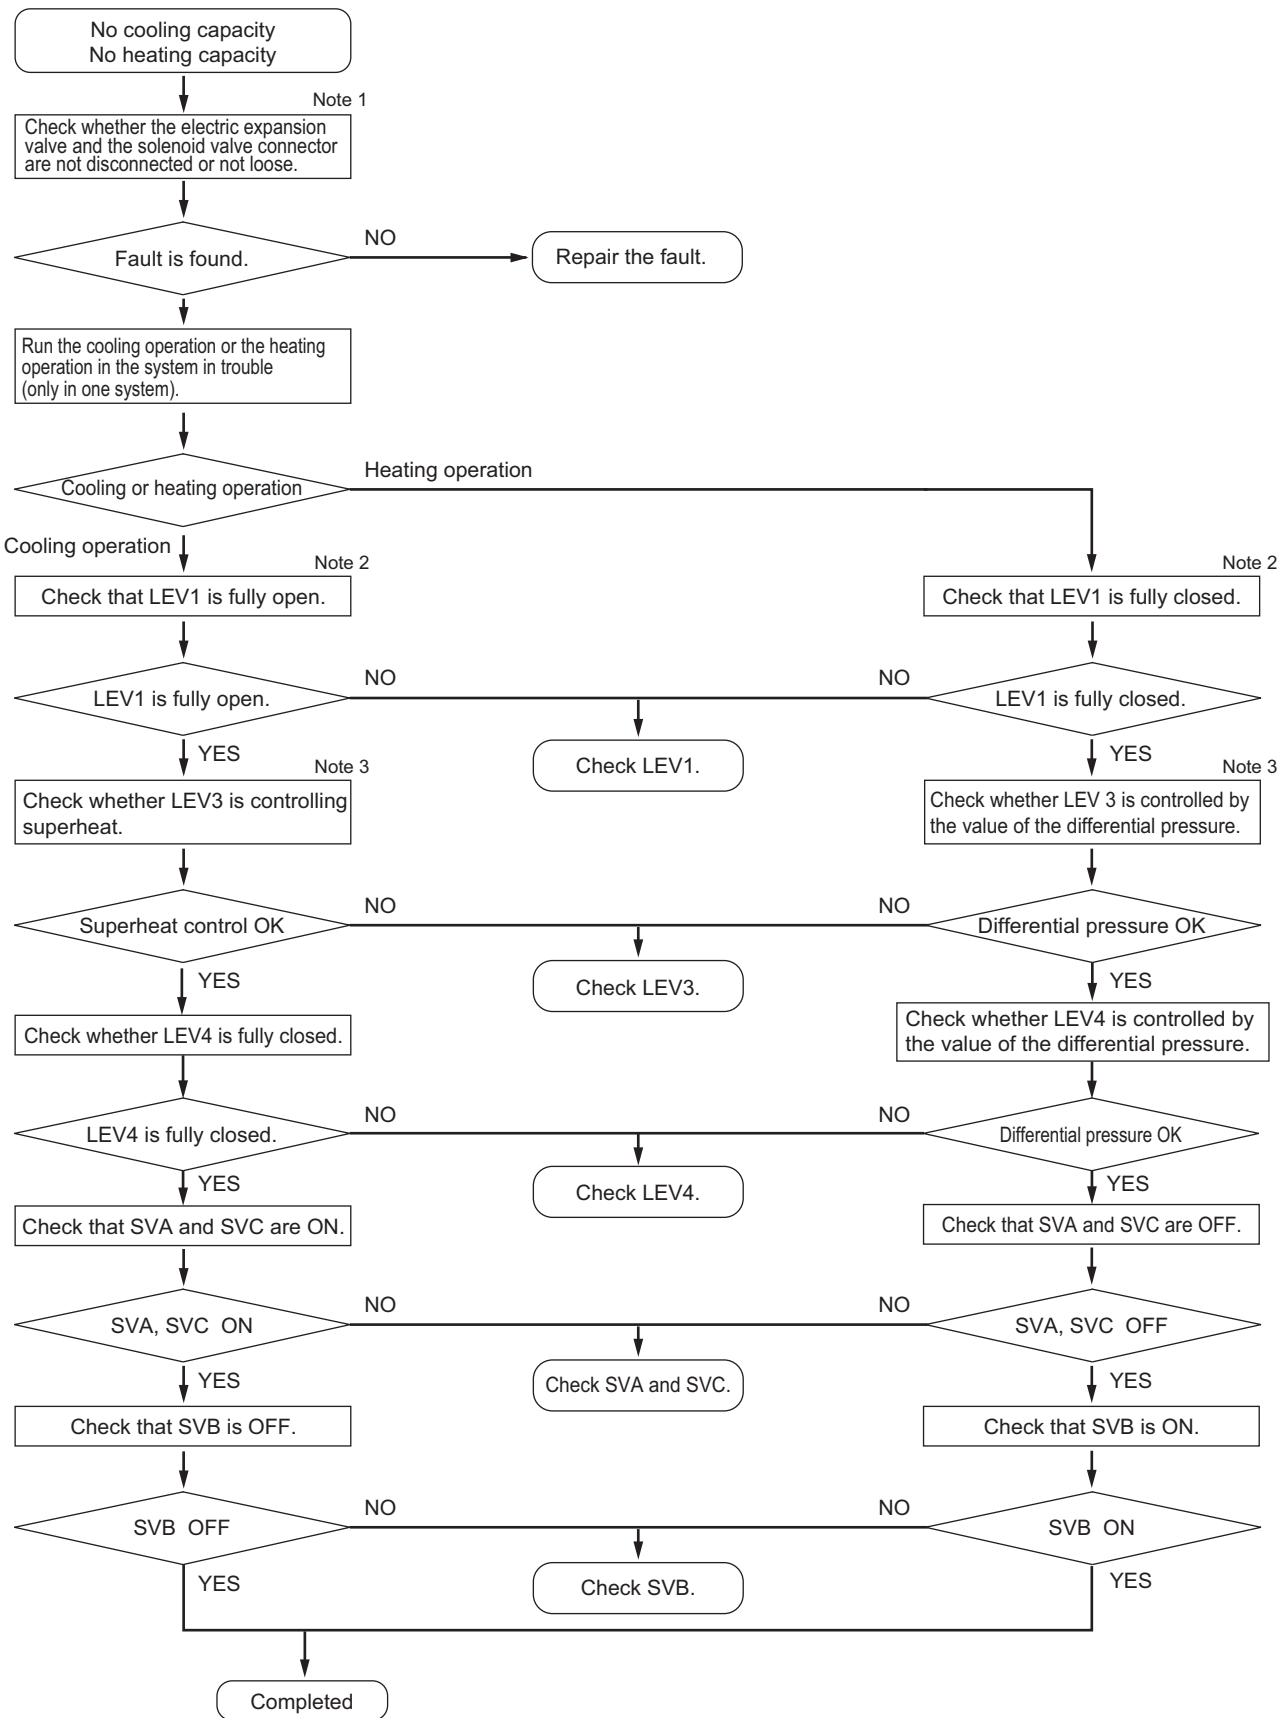 No cooling capacity
No heating capacity
Note 1
Check whether the electric expansion
valve and the solenoid valve connector
are not disconnected or not loose.
Fault is found.
NO
Repair the fault.
Run the cooling operation or the heating
operation in the system in trouble
(only in one system).
Cooling or heating operation
Heating operation
Cooling operation
Note 2
Note 2
Check that LEV1 is fully open.
Check that LEV1 is fully closed.
LEV1 is fully open.
NO
NO
LEV1 is fully closed.
Check LEV1.
YES
YES
Note 3
Note 3
Check whether LEV3 is controlling
superheat.
Check whether LEV 3 is controlled by
the value of the differential pressure.
Superheat control OK
NO
NO
Differential pressure OK
Check LEV3.
YES
YES
Check whether LEV4 is fully closed.
Check whether LEV4 is controlled by
the value of the differential pressure.
LEV4 is fully closed.
NO
NO
Differential pressure OK
Check LEV4.
YES
YES
Check that SVA and SVC are ON.
Check that SVA and SVC are OFF.
SVA, SVC ON
NO
NO
SVA, SVC OFF
Check SVA and SVC.
YES
YES
Check that SVB is OFF.
Check that SVB is ON.
SVB OFF
NO
NO
SVB ON
Check SVB.
YES
YES
Completed